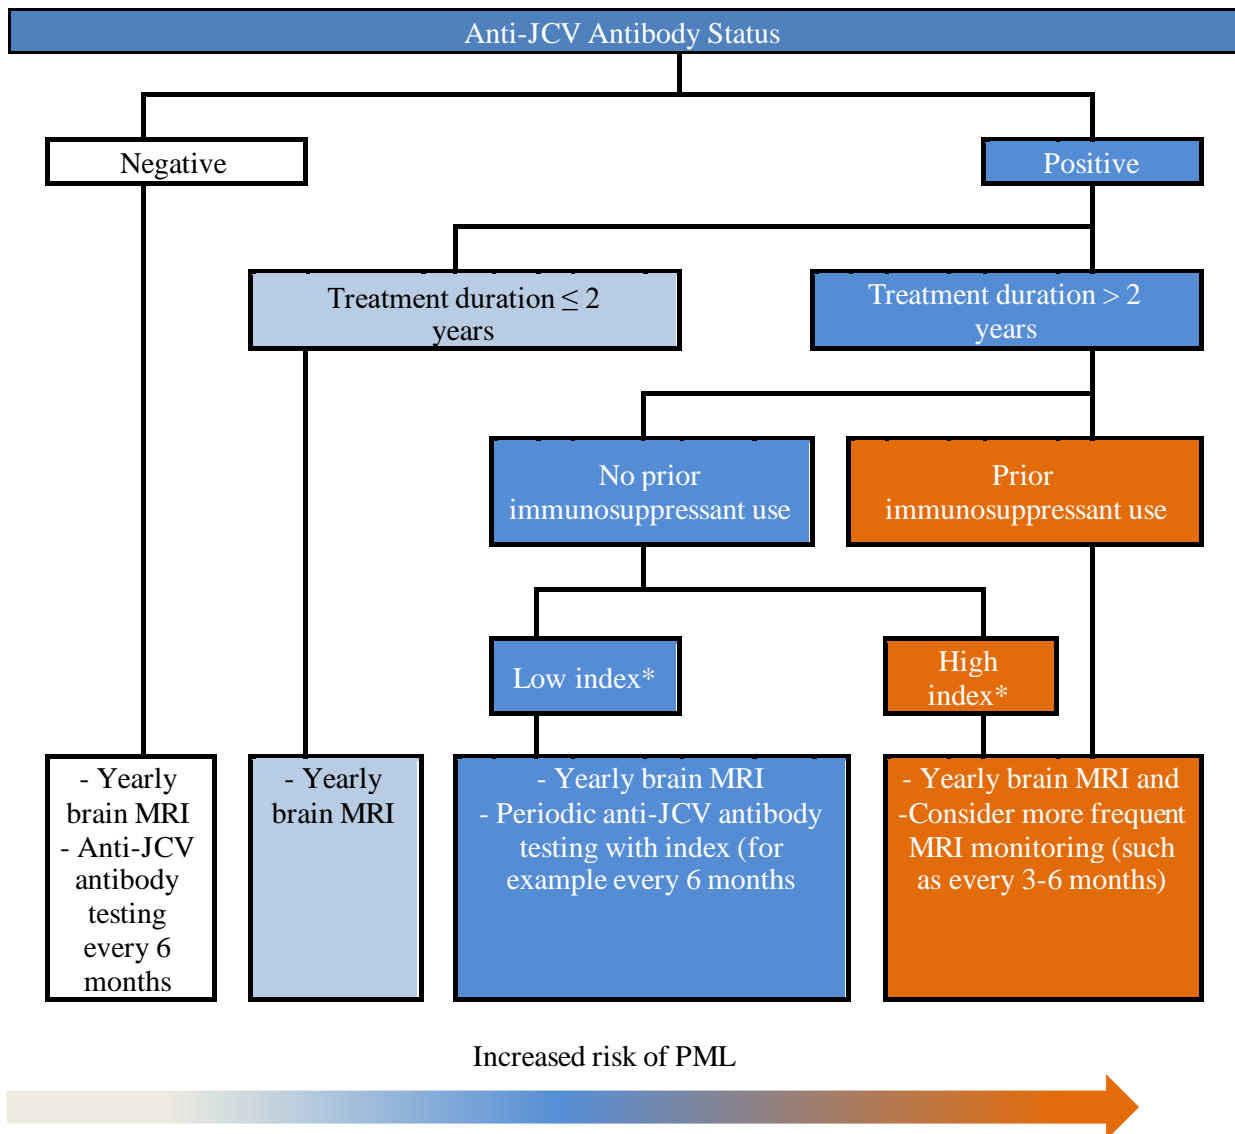 Anti-JCV Antibody Status
Negative
Positive
Treatment duration ≤ 2
years
Treatment duration > 2
years
No prior
immunosuppressant use
Prior
immunosuppressant use
Low index*
High
index*
- Yearly
brain MRI
- Anti-JCV
antibody
testing
every 6
months
- Yearly
brain MRI
- Yearly brain MRI
- Periodic anti-JCV antibody
testing with index (for
example every 6 months
- Yearly brain MRI and
-Consider more frequent
MRI monitoring (such
as every 3-6 months)
Increased risk of PML